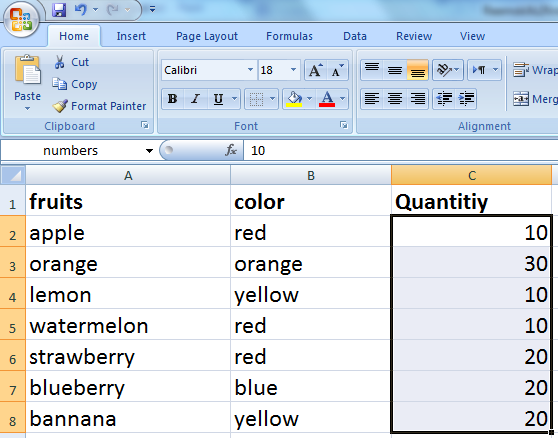 Home Insert Page Layout Formulas Data Review View
Cut
Calibri 18 A A Wrap
Copy
Paste
Format Painter B I U A Merg
Clipboard Font Alignment
numbers fx 10
A B C
1 fruits color Quantitiy
2 apple red 10
3 orange orange 30
4 lemon yellow 10
5 watermelon red 10
6 strawberry red 20
7 blueberry blue 20
8 bannana yellow 20